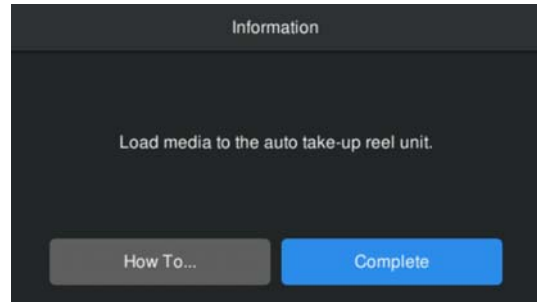 Information
Load media to the auto take-up reel unit.
How To...
Complete